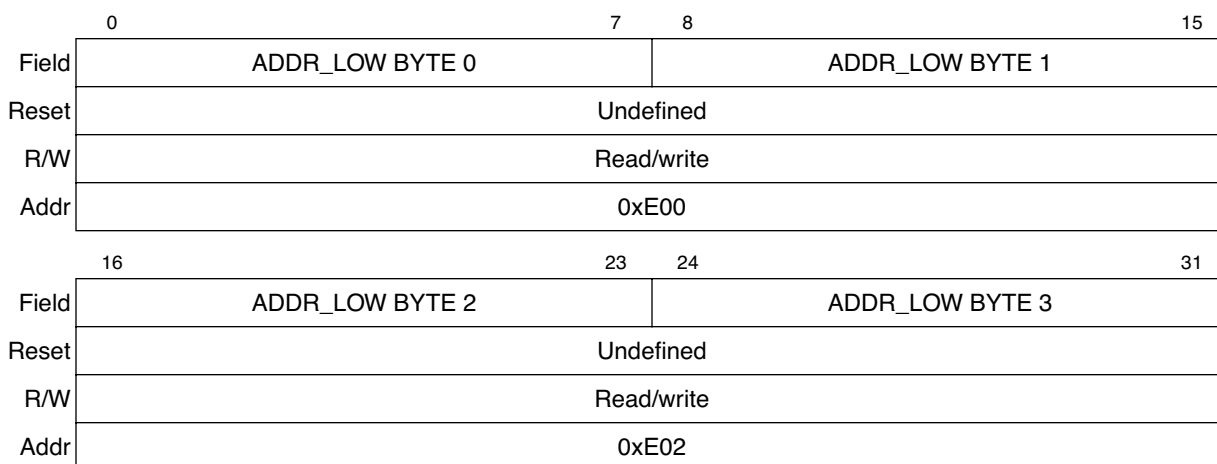 0 7 8 15
Field ADDR_LOW BYTE 0 ADDR_LOW BYTE 1
Reset Undefined
R/W Read/write
Addr 0xE00
16 23 24 31
Field ADDR_LOW BYTE 2 ADDR_LOW BYTE 3
Reset Undefined
R/W Read/write
Addr 0xE02